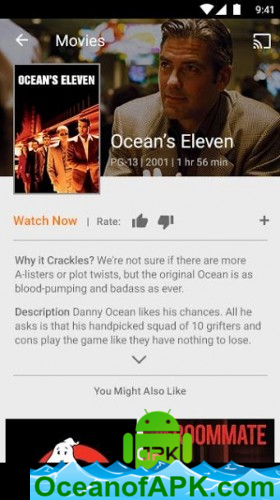 9:41
Movies
OCEAN'S ELEVEN
Ocean's Eleven
PG-13 | 2001 | 1 hr 56 min
Watch Now | Rate: +
Why it Crackles? We're not sure if there are more
A-listers or plot twists, but the original Ocean is as
blood-pumping and badass as ever.
Description Danny Ocean likes his chances. All he
asks is that his handpicked squad of 10 grifters and
cons play the game like they have nothing to lose.
You Might Also Like
ROOMMATE
APK
OceanofAPK.com